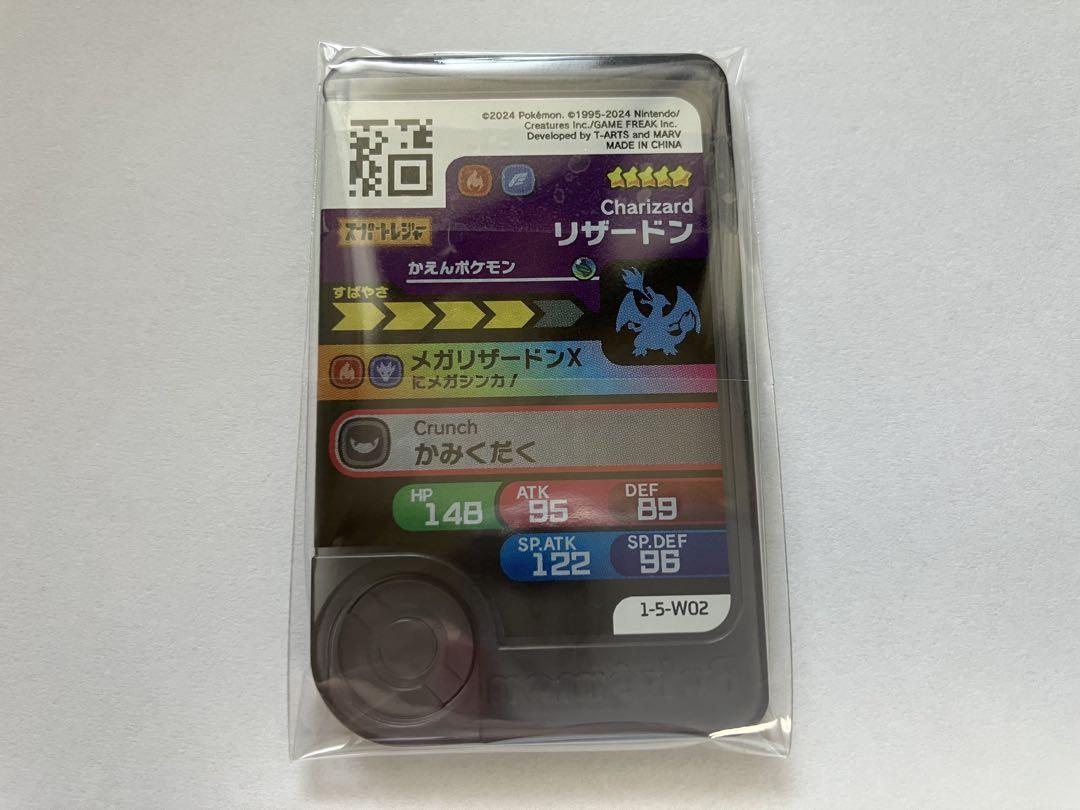 ©2024 Pokémon. ©1995-2024 Nintendo/
Creatures Inc./GAME FREAK Inc.
Developed by T-ARTS and MARV
MADE IN CHINA
Charizard
スーパートレジャー
リザードン
かえんポケモン
すばやさ
メガリザードンX
にメガシンカ!
Crunch
かみくだく
HP
148
ATK
95
DEF
89
SP.ATK
122
SP.DEF
96
1-5-W02